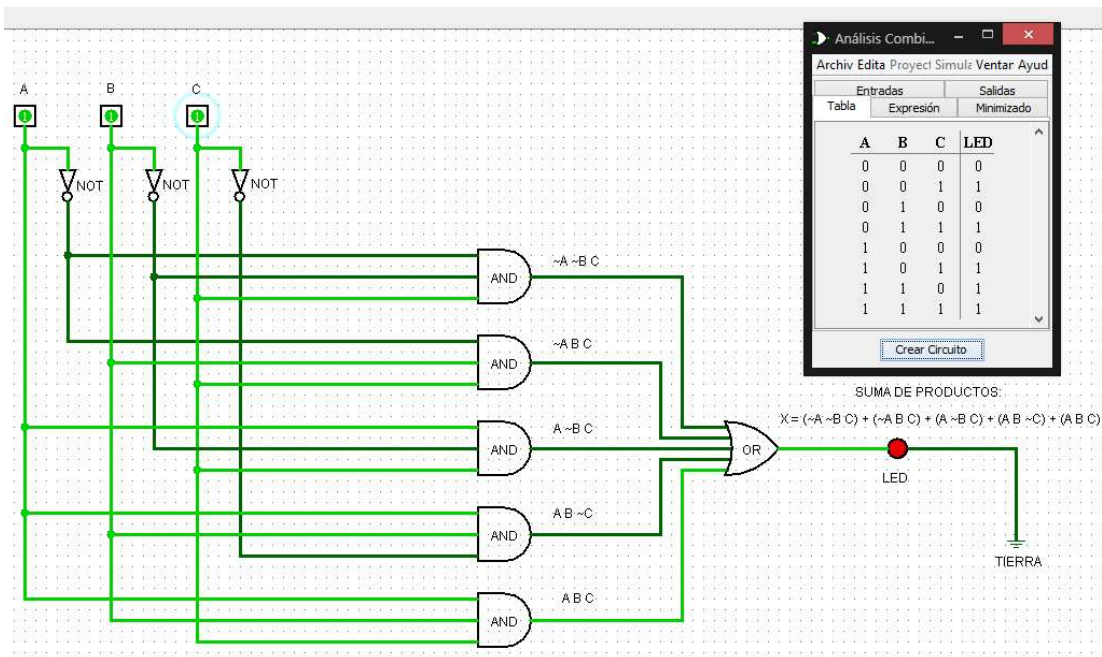 Análisis Combi...
Archiv Edita Proyect Simula Ventar Ayud
Entradas Salidas
Tabla Expresión Minimizado
A B C LED
0 0 0 0
0 0 1 1
0 1 0 0
0 1 1 1
1 0 0 0
1 0 1 1
1 1 0 1
1 1 1 1
Crear Circuito
A B C
1 1 1
NOT NOT NOT
AND ~A ~B C
AND ~A B C
AND A ~B C
AND A B ~C
AND A B C
OR
SUMA DE PRODUCTOS:
X = (~A ~B C) + (~A B C) + (A ~B C) + (A B ~C) + (A B C)
LED
TIERRA